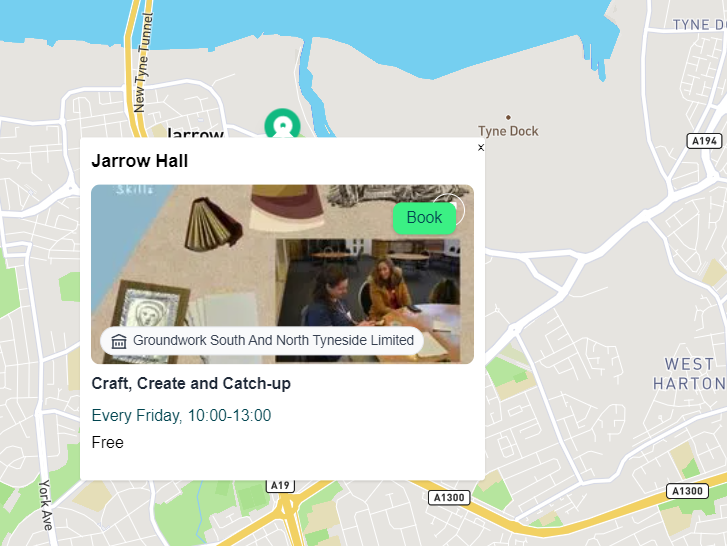 TYNE D
HARTON
New Tyne Tunnel
Jarrow
Tyne Dock
A194
×
Jarrow Hall
Skills
Book
Groundwork South And North Tyneside Limited
Craft, Create and Catch-up
Every Friday, 10:00-13:00
Free
WEST
HARTON
A19
A1300
A1300
York Ave